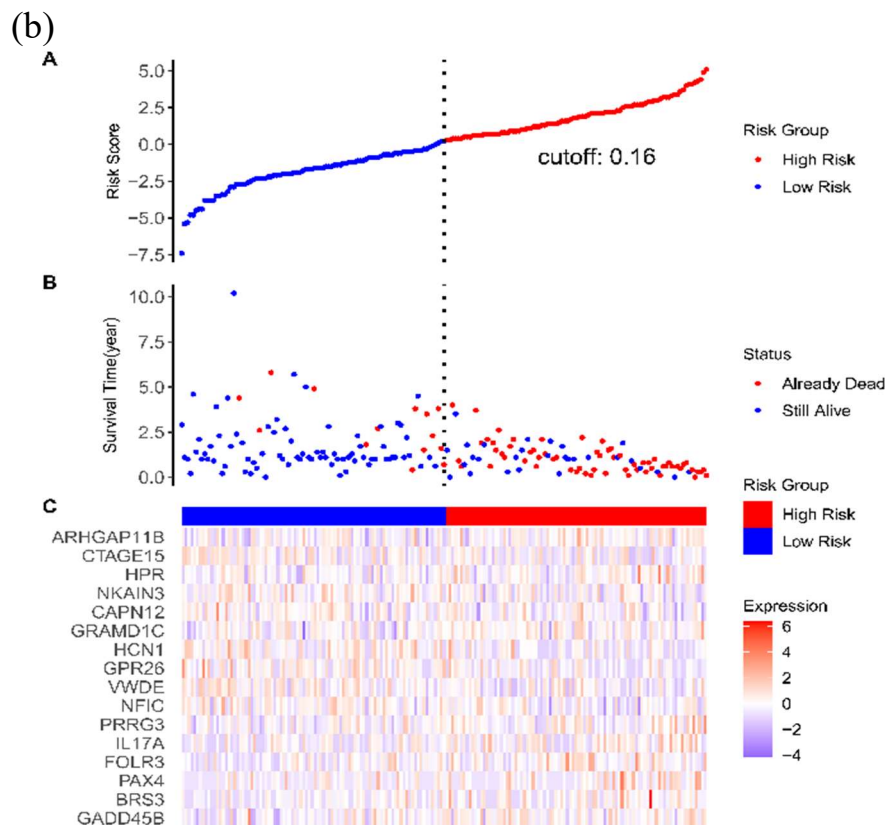 (b)
A
Risk Score
5.0
2.5
0.0
−2.5
−5.0
−7.5
cutoff: 0.16
Risk Group
High Risk
Low Risk
B
Survival Time(year)
10.0
7.5
5.0
2.5
0.0
Status
Already Dead
Still Alive
C
ARHGAP11B
CTAGE15
HPR
NKAIN3
CAPN12
GRAMD1C
HCN1
GPR26
VWDE
NFIC
PRRG3
IL17A
FOLR3
PAX4
BRS3
GADD45B
Risk Group
High Risk
Low Risk
Expression
6
4
2
0
−2
−4